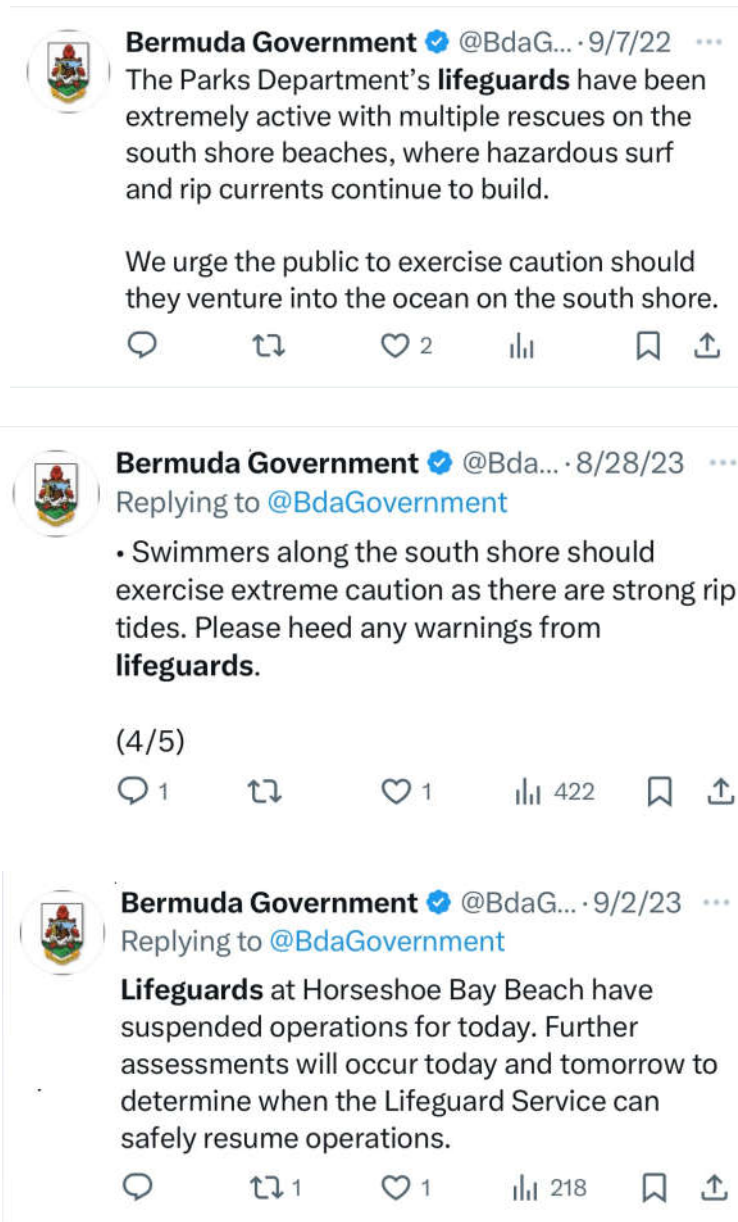 Bermuda Government @BdaG... · 9/7/22 ...
The Parks Department's lifeguards have been
extremely active with multiple rescues on the
south shore beaches, where hazardous surf
and rip currents continue to build.
We urge the public to exercise caution should
they venture into the ocean on the south shore.
2
Bermuda Government @Bda... · 8/28/23 ...
Replying to @BdaGovernment
• Swimmers along the south shore should
exercise extreme caution as there are strong rip
tides. Please heed any warnings from
lifeguards.
(4/5)
1 1 422
Bermuda Government @BdaG... · 9/2/23 ...
Replying to @BdaGovernment
Lifeguards at Horseshoe Bay Beach have
suspended operations for today. Further
assessments will occur today and tomorrow to
determine when the Lifeguard Service can
safely resume operations.
1 1 218